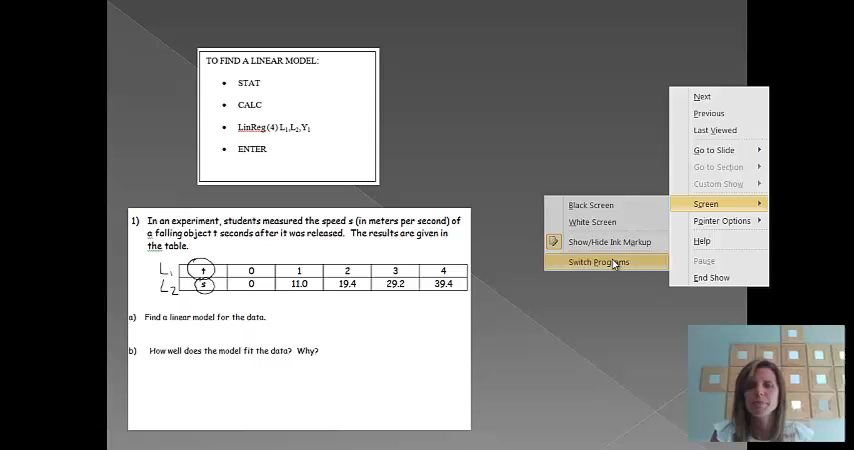 TO FIND A LINEAR MODEL:
• STAT
• CALC
• LinReg (4) L₁,L₂,Y₁
• ENTER
1) In an experiment, students measured the speed s (in meters per second) of
a falling object t seconds after it was released. The results are given in
the table.
L₁ t 0 1 2 3 4
L₂ s 0 11.0 19.4 29.2 39.4
a) Find a linear model for the data.
b) How well does the model fit the data? Why?
Black Screen
White Screen
Show/Hide Ink Markup
Switch Programs
Next
Previous
Last Viewed
Go to Slide
Go to Section
Custom Show
Screen
Pointer Options
Help
Pause
End Show